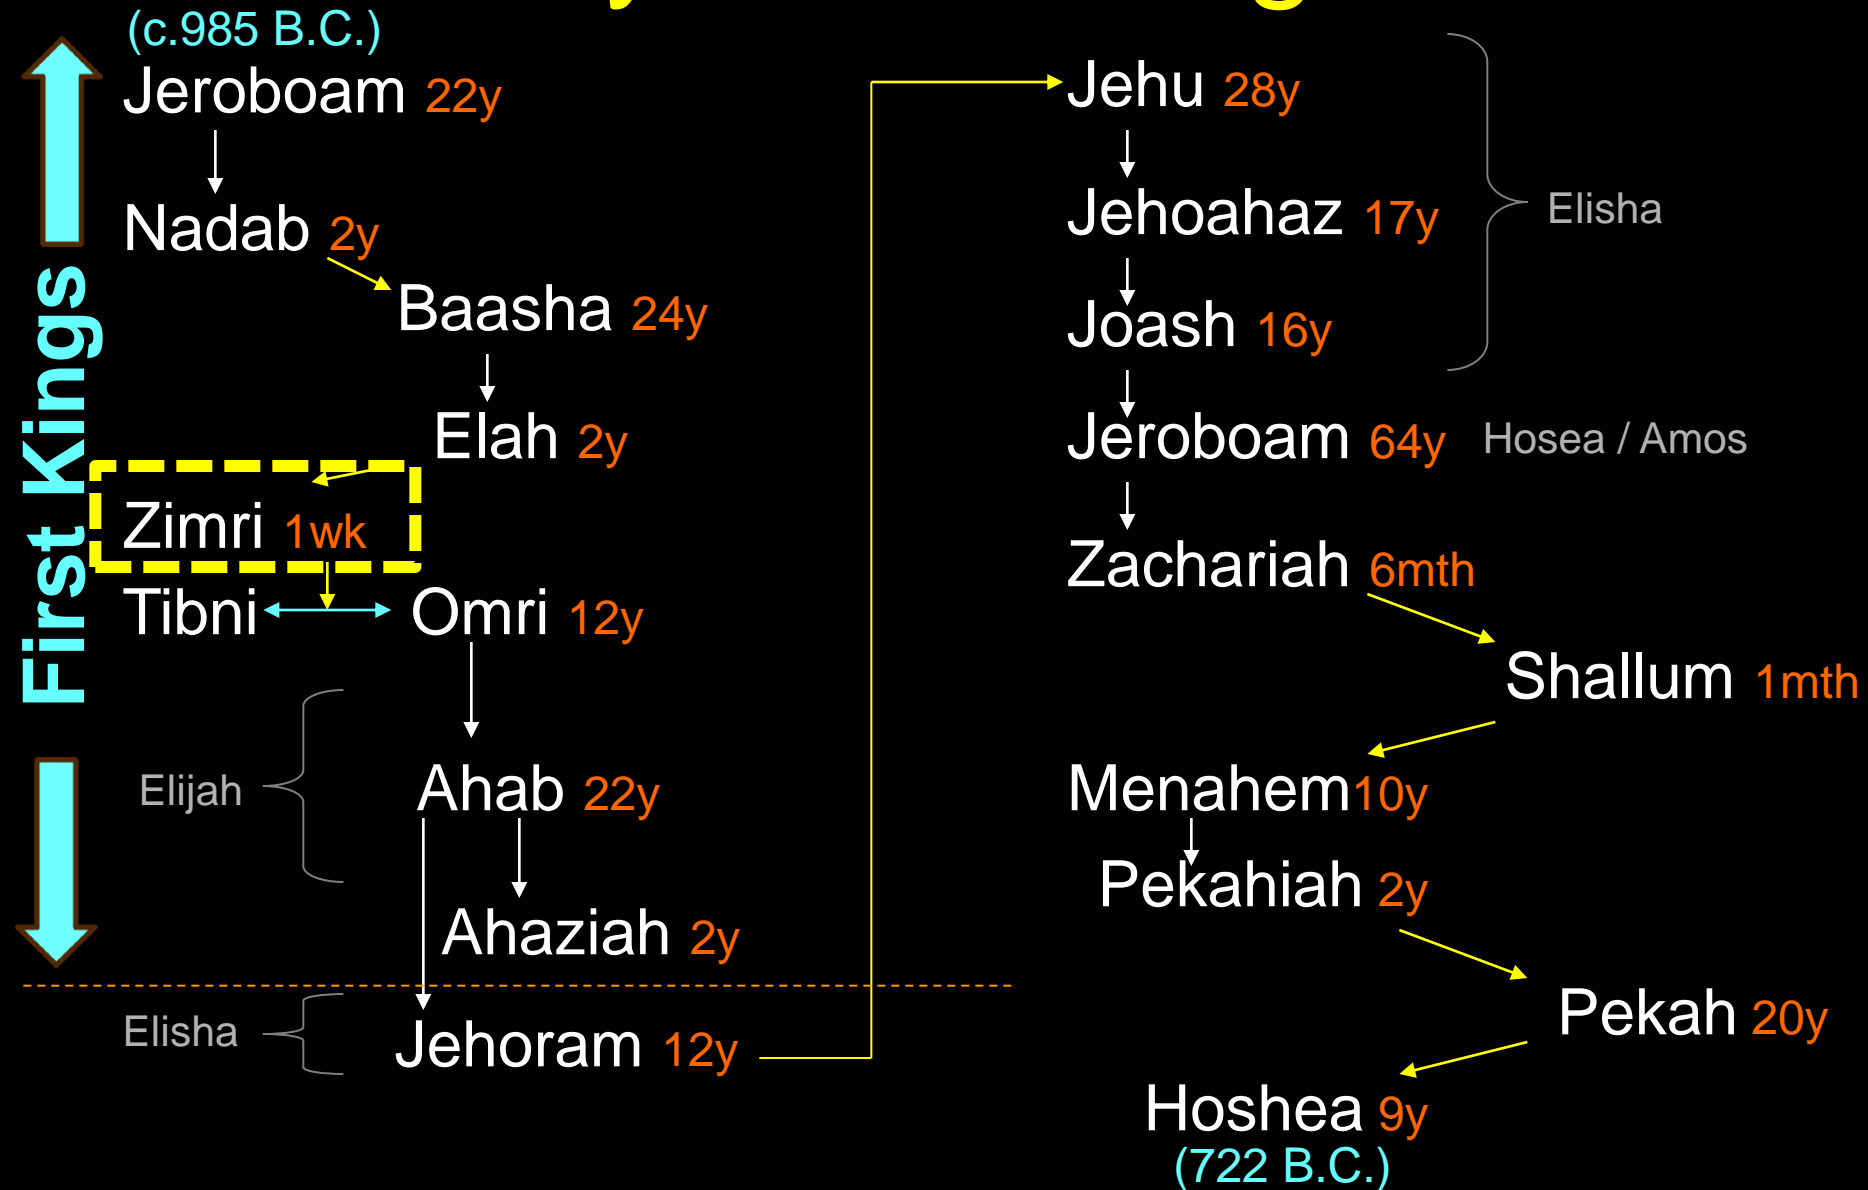 (c.985 B.C.)
Jeroboam 22y
Nadab 2y
Baasha 24y
Elah 2y
Zimri 1wk
Tibni Omri 12y
Elijah
Ahab 22y
Ahaziah 2y
Elisha
Jehoram 12y
First Kings
Jehu 28y
Jehoahaz 17y
Elisha
Joash 16y
Jeroboam 64y Hosea / Amos
Zachariah 6mth
Shallum 1mth
Menahem10y
Pekahiah 2y
Pekah 20y
Hoshea 9y
(722 B.C.)